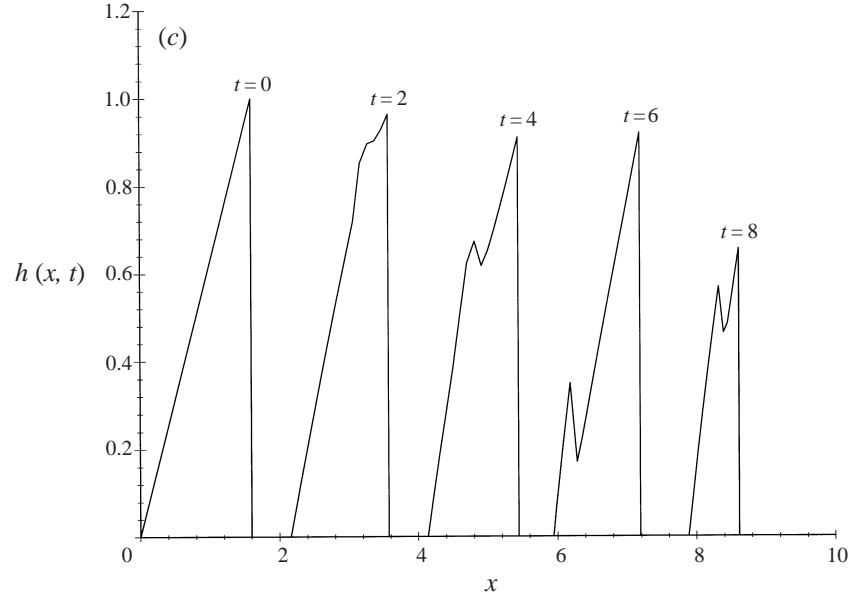 1.2
(c)
t = 0
t = 2
1.0
t = 4
t = 6
0.8
t = 8
h (x, t)
0.6
0.4
0.2
0
2
4
6
8
10
x